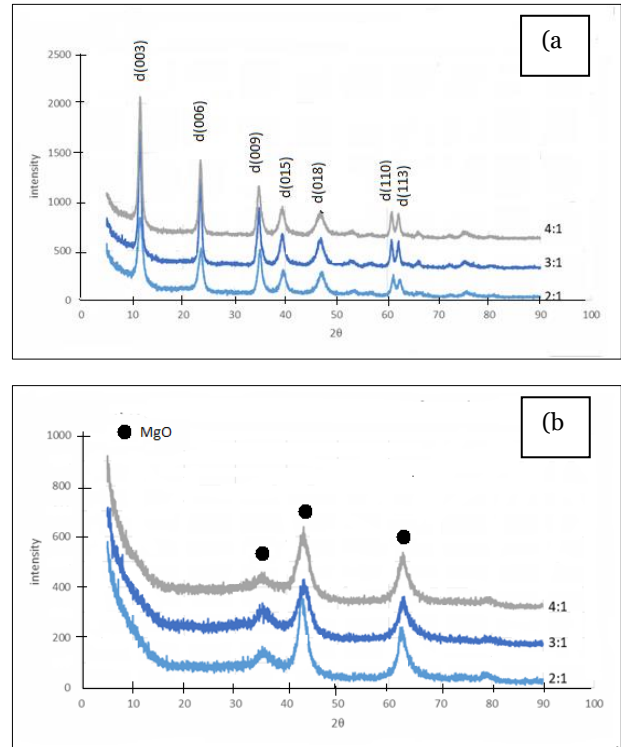 (a
2500
2000
1500
1000
500
0
intensity
d(003)
d(006)
d(009)
d(015)
d(018)
d(110)
d(113)
4:1
3:1
2:1
0 10 20 30 40 50 60 70 80 90 100
2θ
(b
MgO
1000
800
600
400
200
0
intensity
4:1
3:1
2:1
0 10 20 30 40 50 60 70 80 90 100
2θ